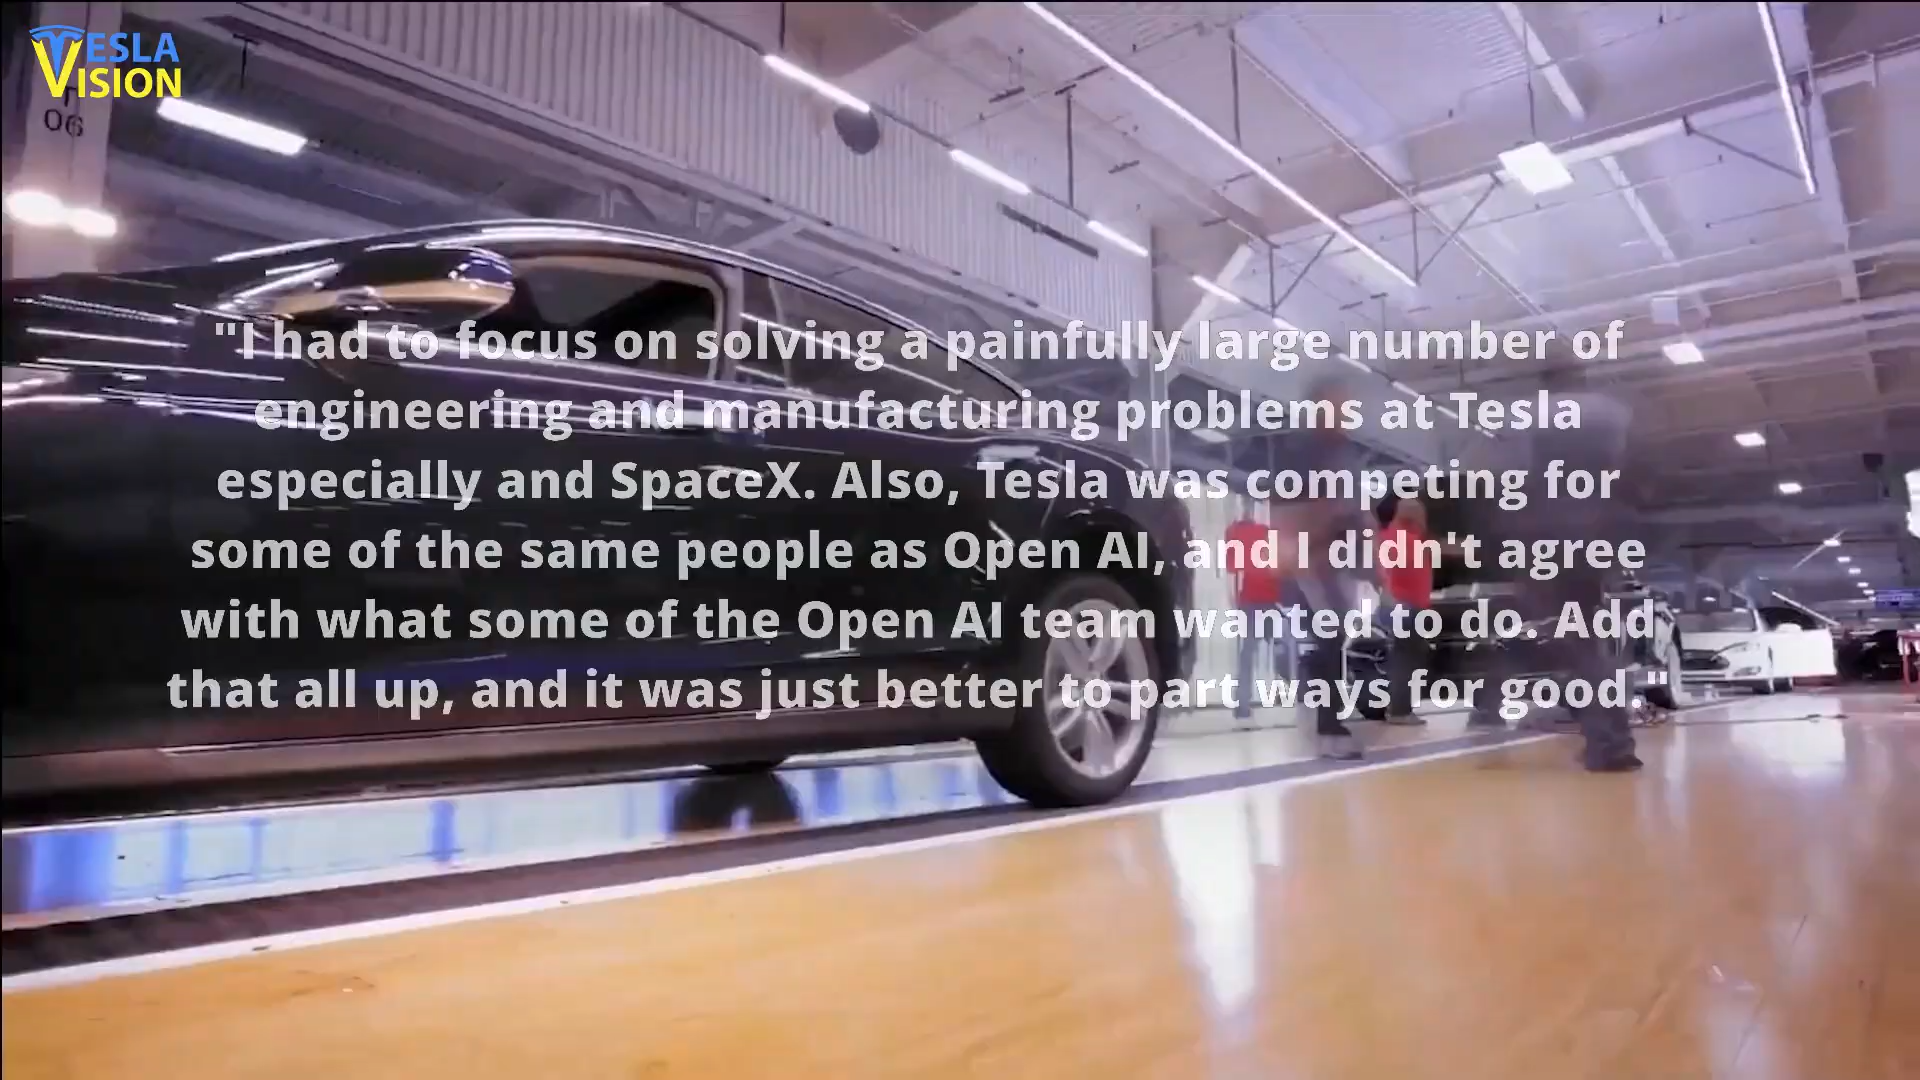 TESLA
VISION
06
"I had to focus on solving a painfully large number of
engineering and manufacturing problems at Tesla
especially and SpaceX. Also, Tesla was competing for
some of the same people as Open AI, and I didn't agree
with what some of the Open AI team wanted to do. Add
that all up, and it was just better to part ways for good."